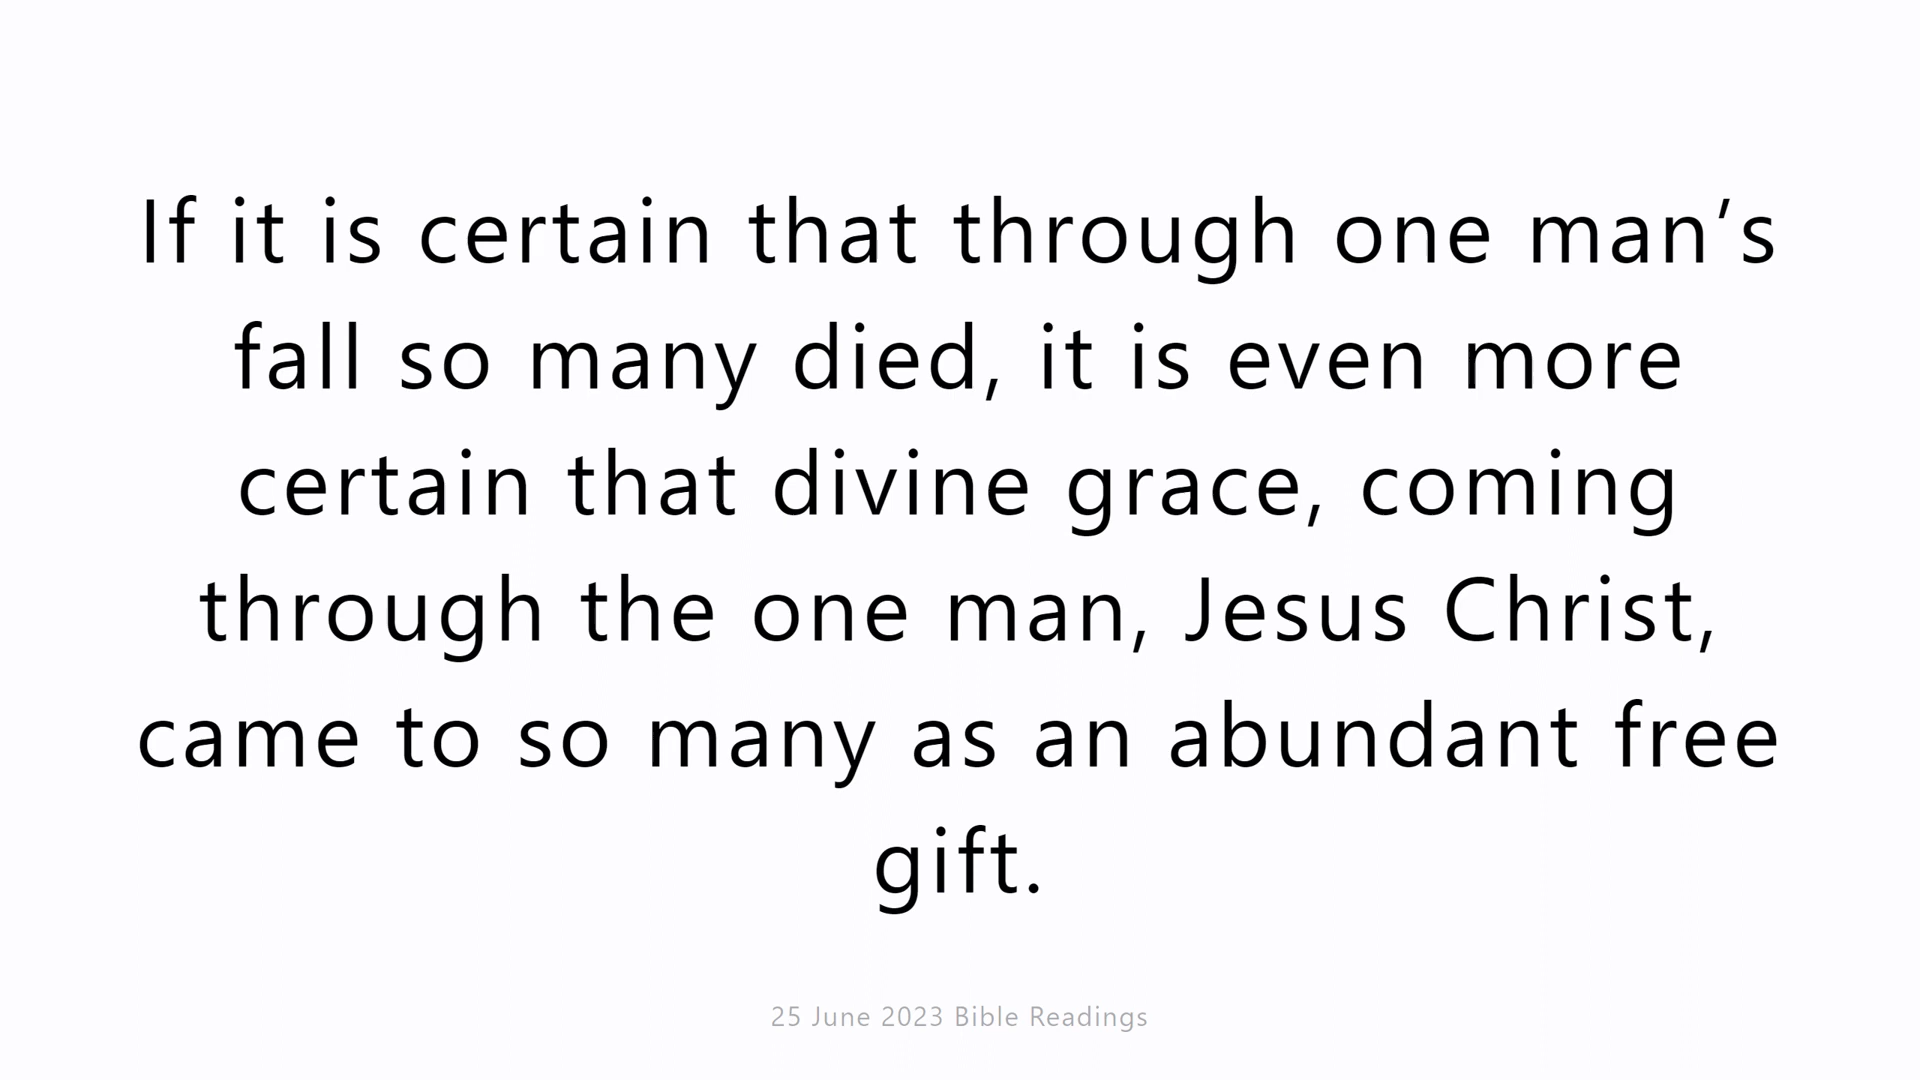 If it is certain that through one man’s
fall so many died, it is even more
certain that divine grace, coming
through the one man, Jesus Christ,
came to so many as an abundant free
gift.
25 June 2023 Bible Readings